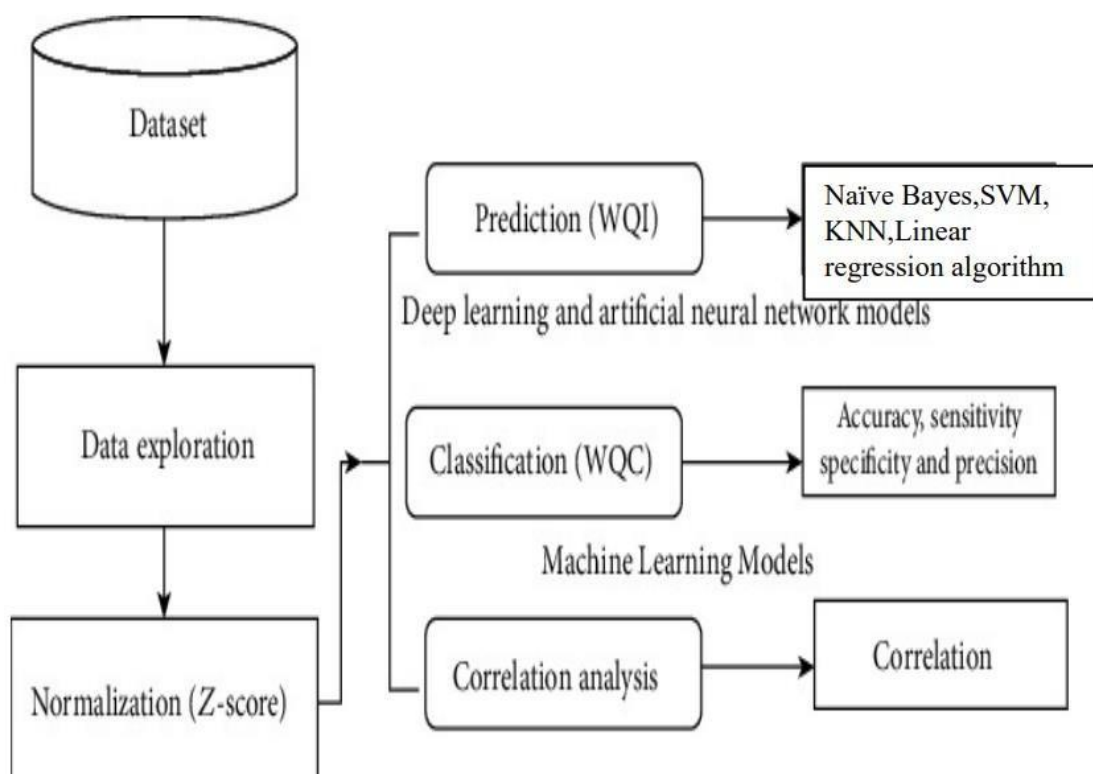 Dataset
Data exploration
Normalization (Z-score)
Prediction (WQI)
Naïve Bayes,SVM,
KNN,Linear
regression algorithm
Deep learning and artificial neural network models
Classification (WQC)
Accuracy, sensitivity
specificity and precision
Machine Learning Models
Correlation analysis
Correlation